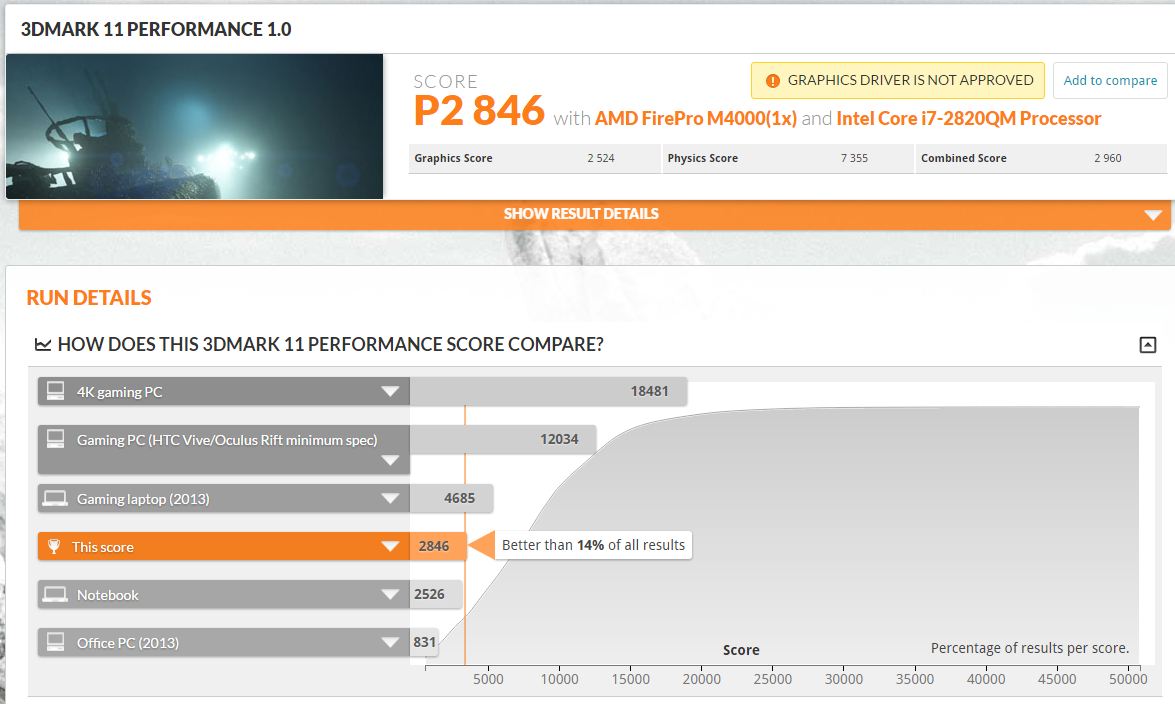 3DMARK 11 PERFORMANCE 1.0
SCORE
GRAPHICS DRIVER IS NOT APPROVED
Add to compare
P2 846 with AMD FirePro M4000(1x) and Intel Core i7-2820QM Processor
Graphics Score 2 524 Physics Score 7 355 Combined Score 2 960
SHOW RESULT DETAILS
RUN DETAILS
HOW DOES THIS 3DMARK 11 PERFORMANCE SCORE COMPARE?
4K gaming PC 18481
Gaming PC (HTC Vive/Oculus Rift minimum spec) 12034
Gaming laptop (2013) 4685
This score 2846 Better than 14% of all results
Notebook 2526
Office PC (2013) 831
Score
Percentage of results per score.
5000 10000 15000 20000 25000 30000 35000 40000 45000 50000